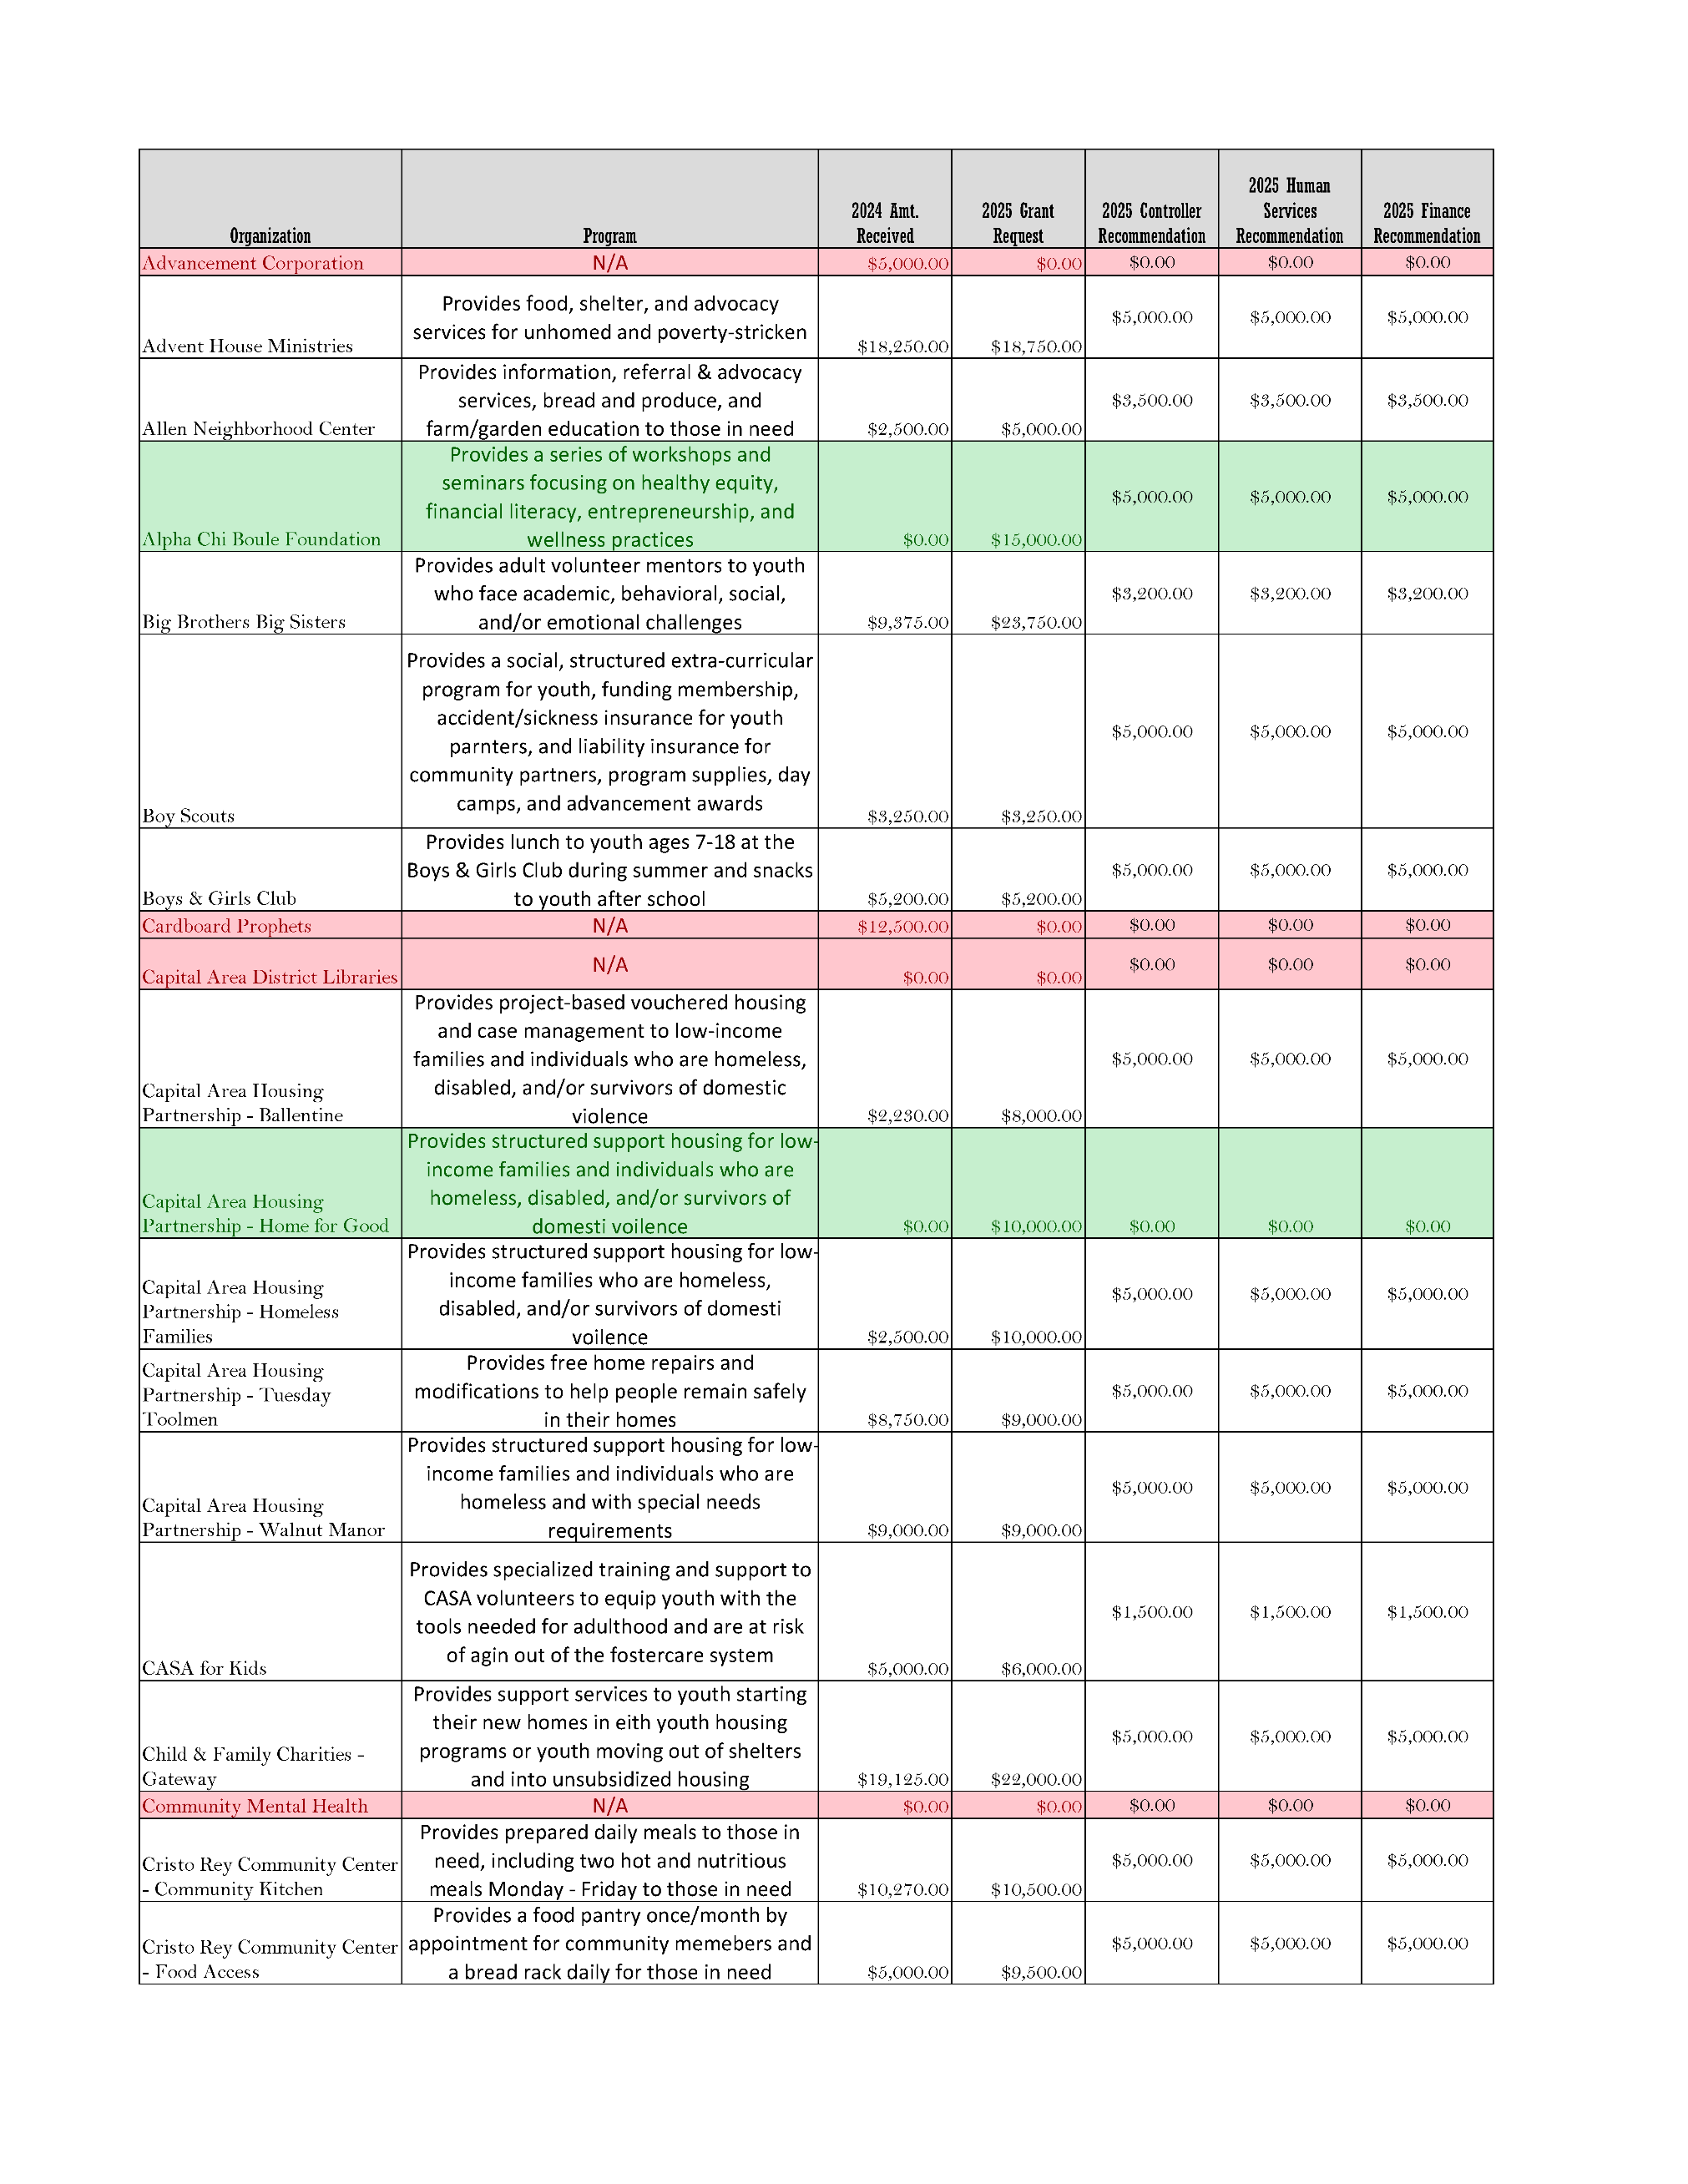 Organization Program 2024 Amt. Received 2025 Grant Request 2025 Controller Recommendation 2025 Human Services Recommendation 2025 Finance Recommendation
Advancement Corporation N/A $5,000.00 $0.00 $0.00 $0.00 $0.00
Provides food, shelter, and advocacy
services for unhomed and poverty-stricken
Advent House Ministries $18,250.00 $18,750.00 $5,000.00 $5,000.00 $5,000.00
Provides information, referral & advocacy
services, bread and produce, and
farm/garden education to those in need
Allen Neighborhood Center $2,500.00 $5,000.00 $3,500.00 $3,500.00 $3,500.00
Provides a series of workshops and
seminars focusing on healthy equity,
financial literacy, entrepreneurship, and
wellness practices
Alpha Chi Boule Foundation $0.00 $15,000.00 $5,000.00 $5,000.00 $5,000.00
Provides adult volunteer mentors to youth
who face academic, behavioral, social,
and/or emotional challenges
Big Brothers Big Sisters $9,375.00 $23,750.00 $3,200.00 $3,200.00 $3,200.00
Provides a social, structured extra-curricular
program for youth, funding membership,
accident/sickness insurance for youth
parnters, and liability insurance for
community partners, program supplies, day
camps, and advancement awards
Boy Scouts $3,250.00 $3,250.00 $5,000.00 $5,000.00 $5,000.00
Provides lunch to youth ages 7-18 at the
Boys & Girls Club during summer and snacks
to youth after school
Boys & Girls Club $5,200.00 $5,200.00 $5,000.00 $5,000.00 $5,000.00
Cardboard Prophets N/A $12,500.00 $0.00 $0.00 $0.00 $0.00
Capital Area District Libraries N/A $0.00 $0.00 $0.00 $0.00 $0.00
Provides project-based vouchered housing
and case management to low-income
families and individuals who are homeless,
disabled, and/or survivors of domestic
violence
Capital Area Housing
Partnership - Ballentine $2,230.00 $8,000.00 $5,000.00 $5,000.00 $5,000.00
Provides structured support housing for low-
income families and individuals who are
homeless, disabled, and/or survivors of
domesti voilence
Capital Area Housing
Partnership - Home for Good $0.00 $10,000.00 $0.00 $0.00 $0.00
Provides structured support housing for low-
income families who are homeless,
disabled, and/or survivors of domesti
voilence
Capital Area Housing
Partnership - Homeless
Families $2,500.00 $10,000.00 $5,000.00 $5,000.00 $5,000.00
Provides free home repairs and
modifications to help people remain safely
in their homes
Capital Area Housing
Partnership - Tuesday
Toolmen $8,750.00 $9,000.00 $5,000.00 $5,000.00 $5,000.00
Provides structured support housing for low-
income families and individuals who are
homeless and with special needs
requirements
Capital Area Housing
Partnership - Walnut Manor $9,000.00 $9,000.00 $5,000.00 $5,000.00 $5,000.00
Provides specialized training and support to
CASA volunteers to equip youth with the
tools needed for adulthood and are at risk
of agin out of the fostercare system
CASA for Kids $5,000.00 $6,000.00 $1,500.00 $1,500.00 $1,500.00
Provides support services to youth starting
their new homes in eith youth housing
programs or youth moving out of shelters
and into unsubsidized housing
Child & Family Charities -
Gateway $19,125.00 $22,000.00 $5,000.00 $5,000.00 $5,000.00
Community Mental Health N/A $0.00 $0.00 $0.00 $0.00 $0.00
Provides prepared daily meals to those in
need, including two hot and nutritious
meals Monday - Friday to those in need
Cristo Rey Community Center
- Community Kitchen $10,270.00 $10,500.00 $5,000.00 $5,000.00 $5,000.00
Provides a food pantry once/month by
appointment for community memebers and
a bread rack daily for those in need
Cristo Rey Community Center
- Food Access $5,000.00 $9,500.00 $5,000.00 $5,000.00 $5,000.00